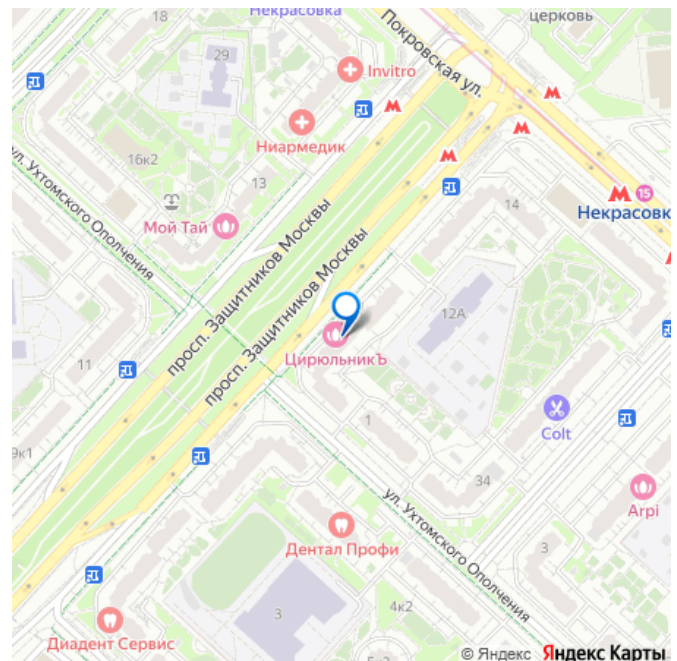 Некрасовка
церковь
18
29
Invitro
Покровская ул.
М
М
М
М
Ниармедик
16к2
13
ул. Ухтомского Ополчения
Мой Тай
просп. Защитников Москвы
просп. Защитников Москвы
14
М
15
Некрасовк
М
12А
ЦирюльникЪ
11
1
Colt
9к1
34
Arpi
ул. Ухтомского Ополчения
Дентал Профи
3
3
4к2
Диадент Сервис
© Яндекс Яндекс Карты